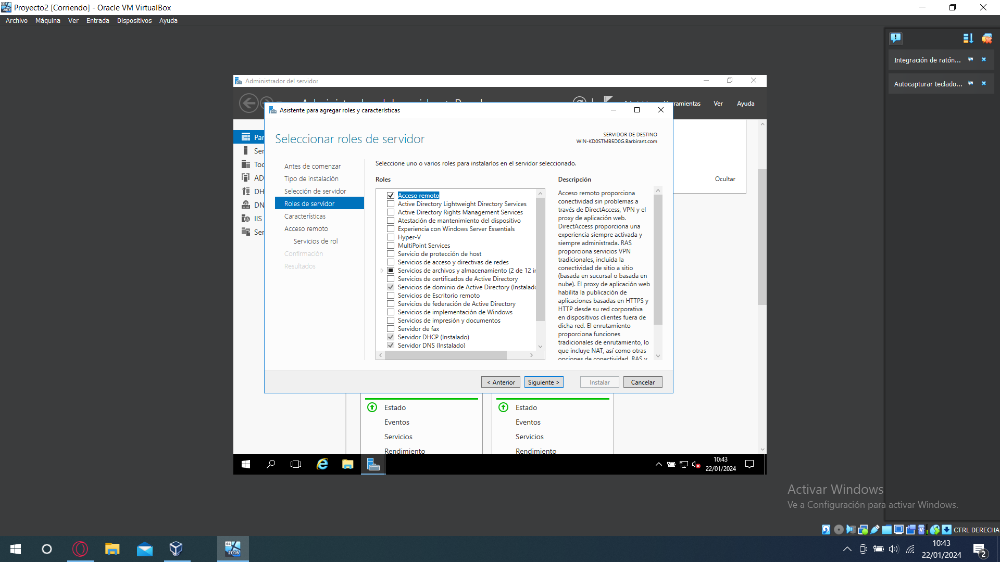 Proyecto2 [Corriendo] - Oracle VM VirtualBox
Archivo Máquina Ver Entrada Dispositivos Ayuda
Integración de ratón...
Autocapturar teclado...
Administrador del servidor
Ver Ayuda
Asistente para agregar roles y características
Seleccionar roles de servidor
SERVIDOR DE DESTINO
WIN-KD0STMB5D0G.Barbirant.com
Antes de comenzar
Tipo de instalación
Selección de servidor
Roles de servidor
Características
Acceso remoto
Servicios de rol
Confirmación
Resultados
Seleccione uno o varios roles para instalarlos en el servidor seleccionado.
Roles
Acceso remoto
Active Directory Lightweight Directory Services
Active Directory Rights Management Services
Atestación de mantenimiento del dispositivo
Experiencia con Windows Server Essentials
Hyper-V
MultiPoint Services
Servicio de protección de host
Servicios de acceso y directivas de redes
Servicios de archivos y almacenamiento (2 de 12 in
Servicios de certificados de Active Directory
Servicios de dominio de Active Directory (Instalado
Servicios de Escritorio remoto
Servicios de federación de Active Directory
Servicios de implementación de Windows
Servicios de impresión y documentos
Servidor de fax
Servidor DHCP (Instalado)
Servidor DNS (Instalado)
Descripción
Acceso remoto proporciona
conectividad sin problemas a
través de DirectAccess, VPN y el
proxy de aplicación web.
DirectAccess proporciona una
experiencia siempre activada y
siempre administrada. RAS
proporciona servicios VPN
tradicionales, incluida la
conectividad de sitio a sitio
(basada en sucursal o basada en
nube). El proxy de aplicación web
habilita la publicación de
aplicaciones basadas en HTTPS y
HTTP desde su red corporativa
en dispositivos clientes fuera de
dicha red. El enrutamiento
proporciona funciones
tradicionales de enrutamiento, lo
que incluye NAT, así como otras
opciones de conectividad. RAS y
Ocultar
< Anterior Siguiente > Instalar Cancelar
Par
Ser
Tod
AD
DH
DN
IIS
Ser
Estado
Eventos
Servicios
Rendimiento
Estado
Eventos
Servicios
Rendimiento
10:43
22/01/2024
Activar Windows
Ve a Configuración para activar Windows.
CTRL DERECHA
64
2016
10:43
22/01/2024
2